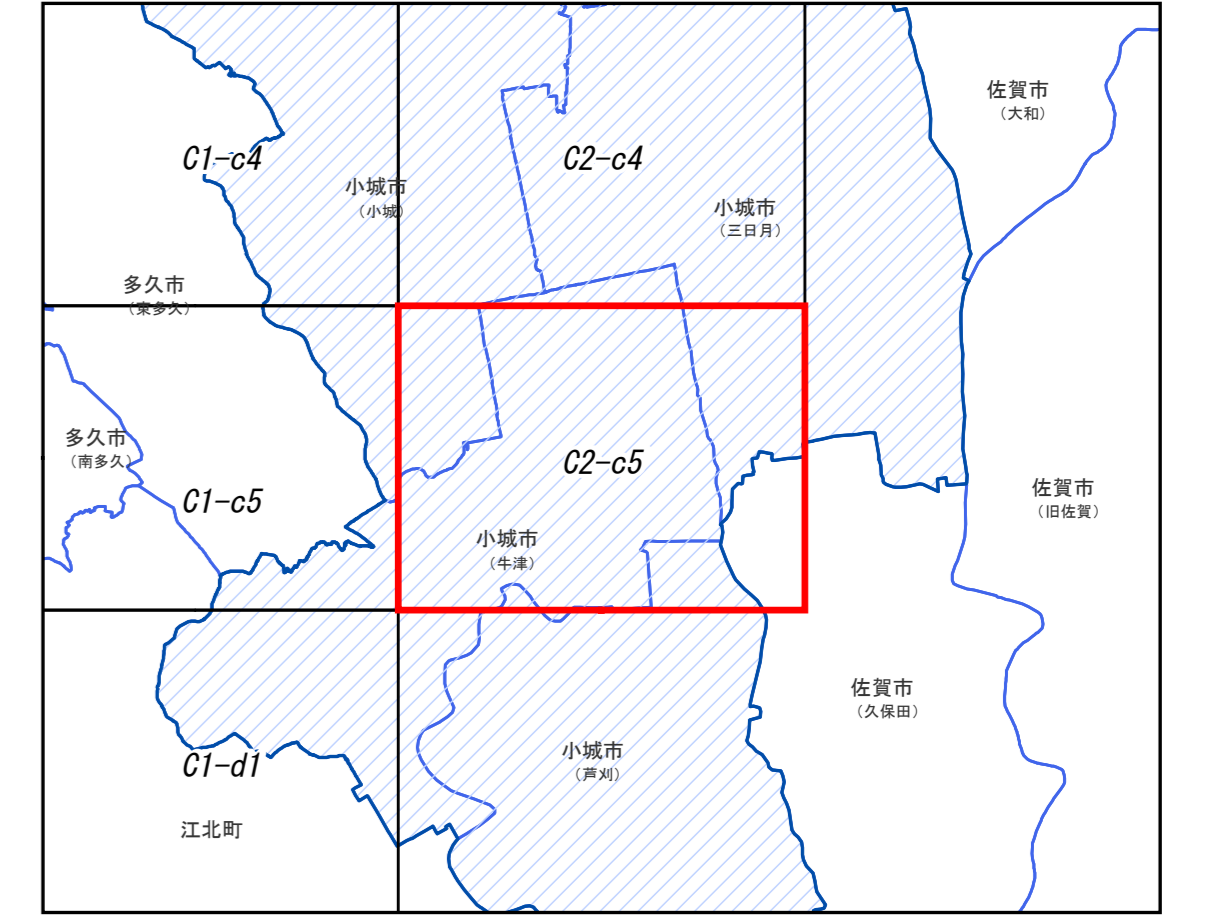 佐賀市
（大和）
C1-c4
C2-c4
小城市
（小城）
小城市
（三日月）
多久市
（東多久）
多久市
（南多久）
C1-c5
C2-c5
佐賀市
（旧佐賀）
小城市
（牛津）
佐賀市
（久保田）
小城市
（芦刈）
C1-d1
江北町